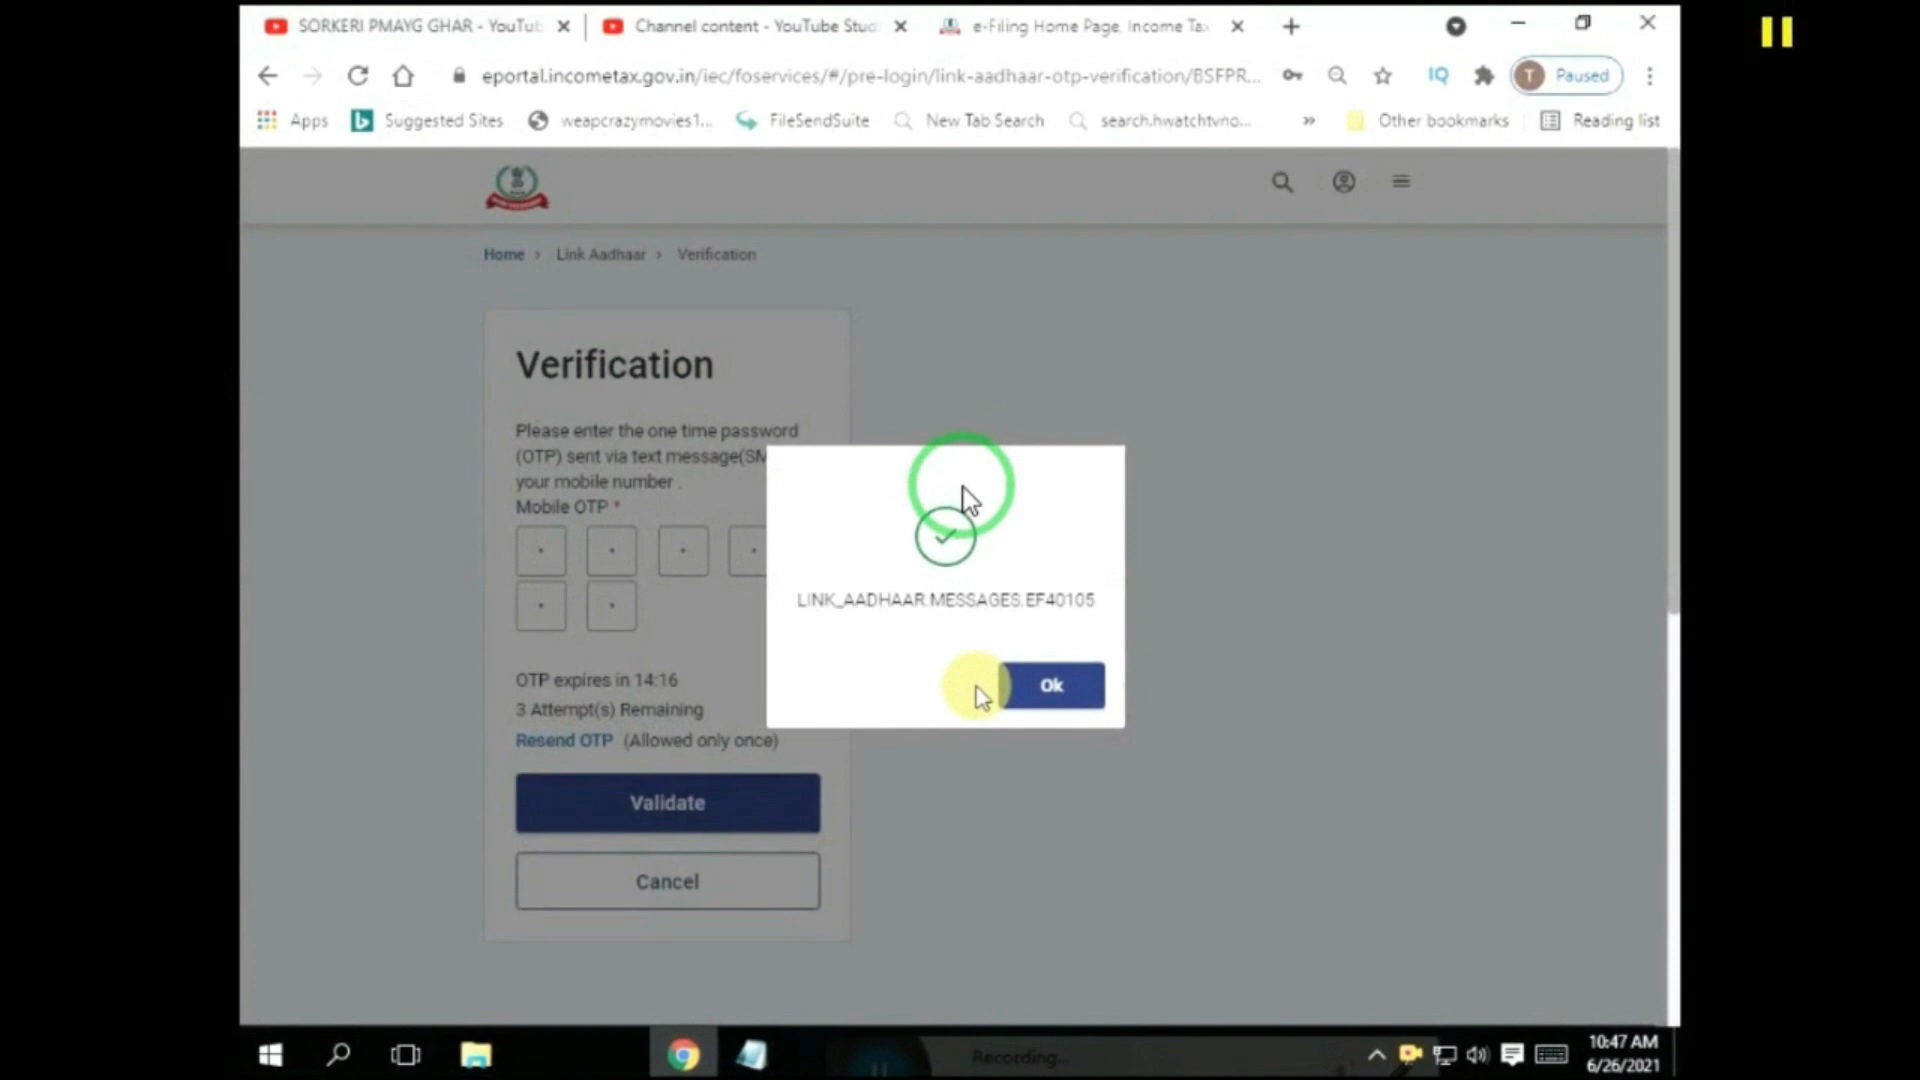 SORKERI PMAYG GHAR - YouTub
Channel content - YouTube Stud
e-Filing Home Page, Income Tax
eportal.incometax.gov.in/iec/foservices/#/pre-login/link-aadhaar-otp-verification/BSFPR...
IQ
T
Paused
Apps
Suggested Sites
weapcrazymovies1...
FileSendSuite
New Tab Search
search.hwatchtvno...
»
Other bookmarks
Reading list
Home > Link Aadhaar > Verification
Verification
Please enter the one time password
(OTP) sent via text message(SM
your mobile number .
Mobile OTP *
LINK_AADHAAR.MESSAGES.EF40105
Ok
OTP expires in 14:16
3 Attempt(s) Remaining
Resend OTP (Allowed only once)
Validate
Cancel
Recording...
10:47 AM
6/26/2021